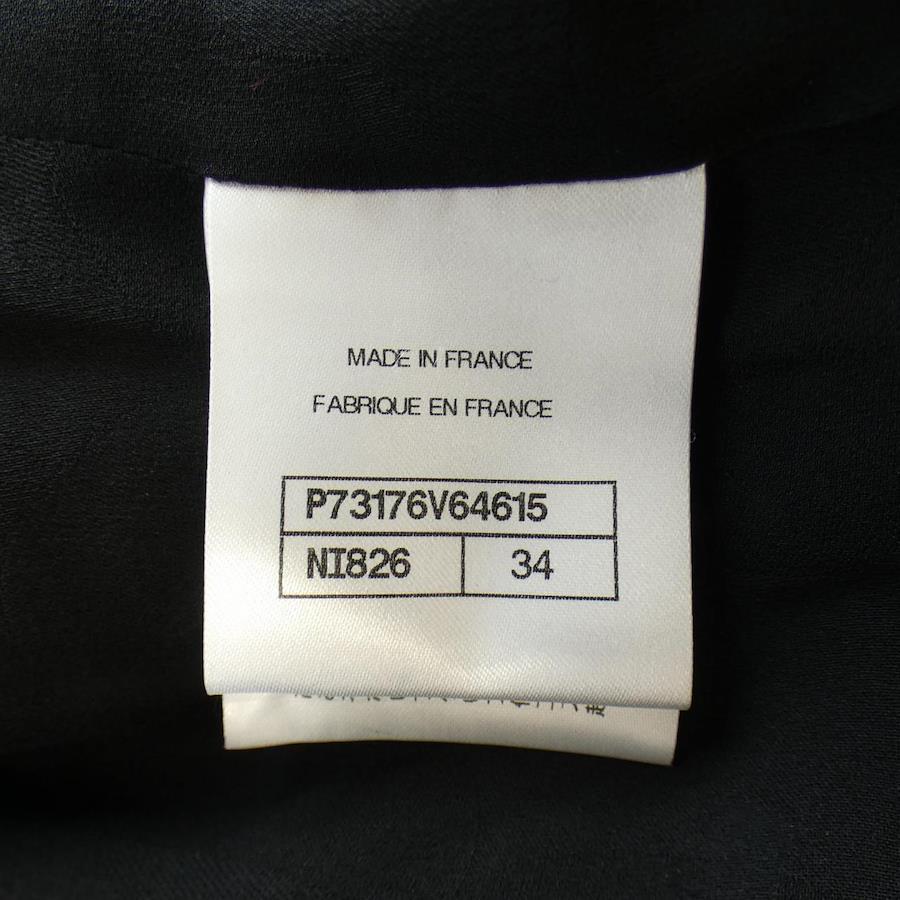 MADE IN FRANCE
FABRIQUE EN FRANCE
P73176V64615
NI826 34